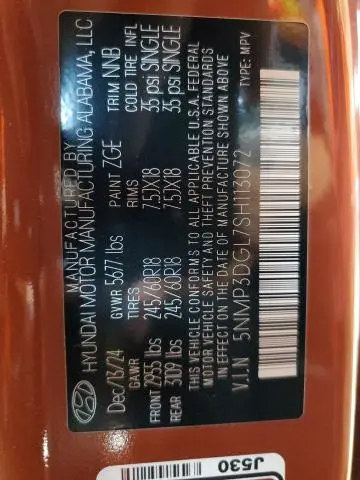 MANUFACTURED BY
HYUNDAI MOTOR MANUFACTURING ALABAMA, LLC
Dec/13/24 GVWR 5677 lbs PAINT ZGE TRIM NNB
GAWR TIRES RIMS COLD TIRE INFL
FRONT 2955 lbs 245/60R18 7.5JX18 35 psi SINGLE
REAR 3109 lbs 245/60R18 7.5JX18 35 psi SINGLE
THIS VEHICLE CONFORMS TO ALL APPLICABLE U.S.A. FEDERAL
MOTOR VEHICLE SAFETY AND THEFT PREVENTION STANDARDS
IN EFFECT ON THE DATE OF MANUFACTURE SHOWN ABOVE
V.I.N 5NMP3DGL7SH113072 TYPE: MPV
J530